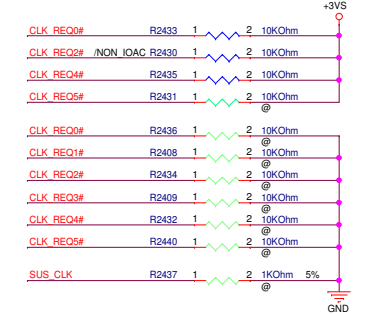 +3VS
CLK_REQ0# R2433 1 2 10KOhm
CLK_REQ2# /NON_IOAC R2430 1 2 10KOhm
CLK_REQ4# R2435 1 2 10KOhm
CLK_REQ5# R2431 1 2 10KOhm
@
CLK_REQ0# R2436 1 2 10KOhm
@
CLK_REQ1# R2408 1 2 10KOhm
@
CLK_REQ2# R2434 1 2 10KOhm
@
CLK_REQ3# R2409 1 2 10KOhm
@
CLK_REQ4# R2432 1 2 10KOhm
@
CLK_REQ5# R2440 1 2 10KOhm
@
SUS_CLK R2437 1 2 1KOhm 5%
@
GND